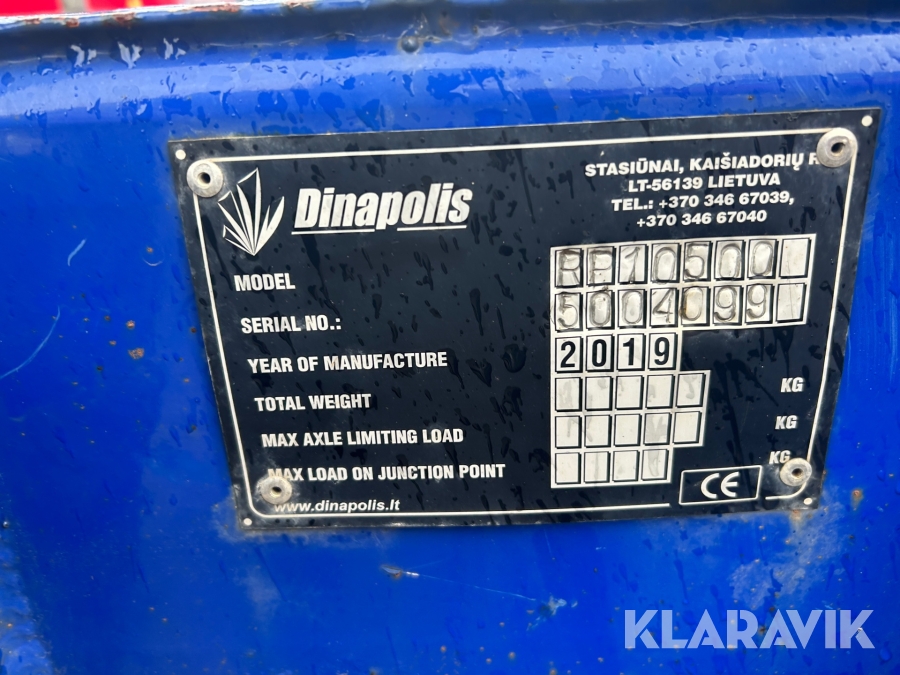 Dinapolis
STASIŪNAI, KAIŠIADORIŲ R.
LT-56139 LIETUVA
TEL.: +370 346 67039,
+370 346 67040
MODEL RP10500
SERIAL NO.: 5004099
YEAR OF MANUFACTURE 2019
TOTAL WEIGHT KG
MAX AXLE LIMITING LOAD KG
MAX LOAD ON JUNCTION POINT KG
www.dinapolis.lt
CE
KLARAVIK